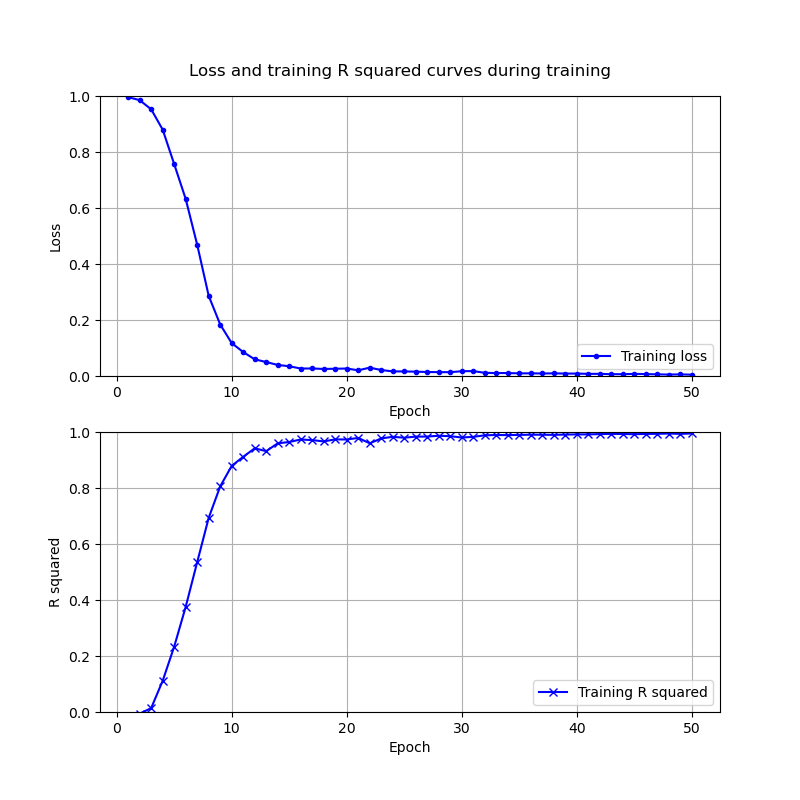 Loss and training R squared curves during training
1.0
0.8
0.6
0.4
0.2
0.0
Loss
Training loss
0 10 20 30 40 50
Epoch
1.0
0.8
0.6
0.4
0.2
0.0
R squared
Training R squared
0 10 20 30 40 50
Epoch